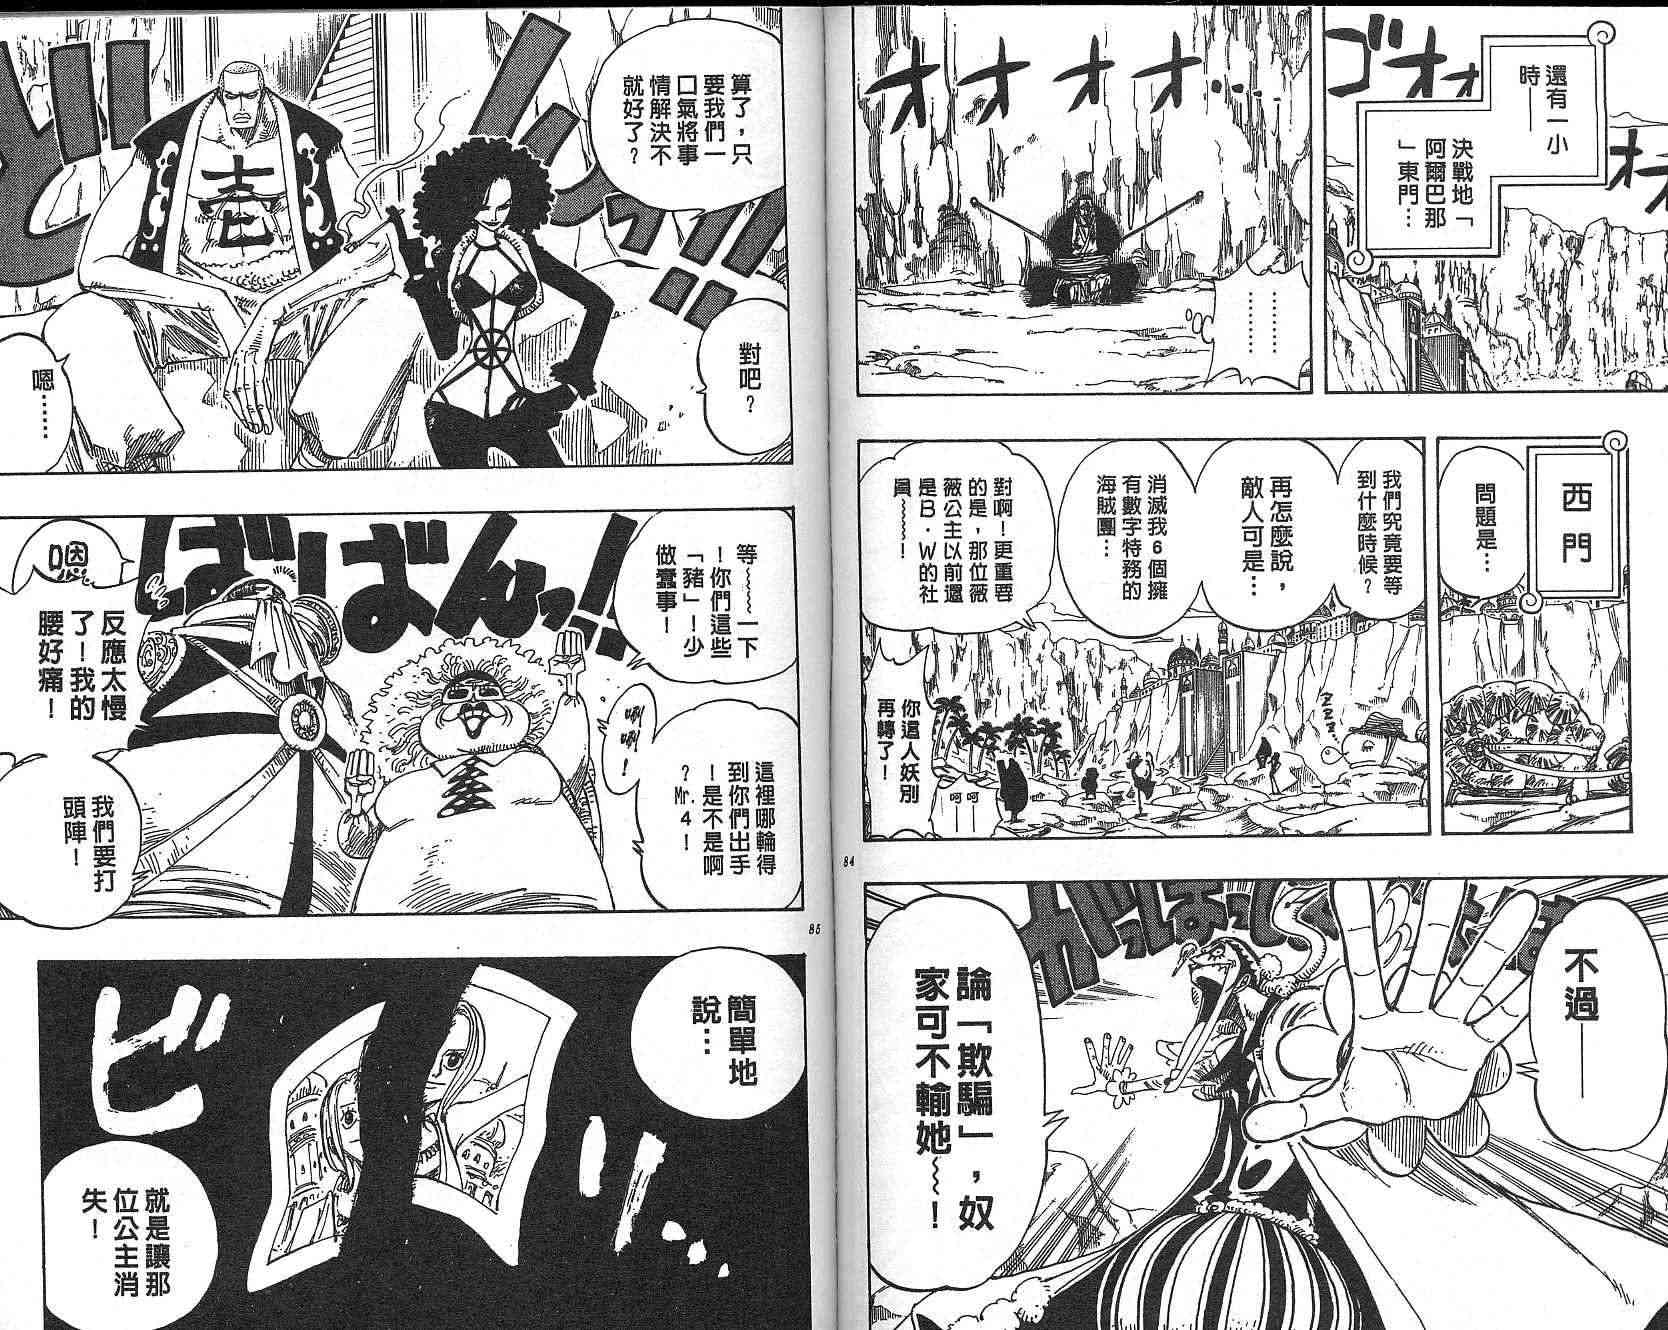 還有一小
時—
決戰地「
阿爾巴那
」東門…
ゴオオ
オオオオ…
…………
西門
問題是…
我們究竟要等
到什麼時候?
再怎麼說，
敵人可是…
消滅我6個擁
有數字特務的
海賊團…
對啊！更重要
的是，那位薇
薇公主以前還
是B·W的社
員~~~~！
zzz…
你這人妖別
再轉了！
呵呵
不過——
論「欺騙」，奴
家可不輸她~~！
84
算了，只
要我們一
口氣將事
情解決不
就好了?
對吧?
嗯……
七壱
等~~~一下
！你們這些
「豬」！少
做蠢事！
唰
唰！
這裡哪輪得
到你們出手
！是不是啊
?Mr.4！
ばばばんっ!!
嗯
反應太慢
了！我的
腰好痛！
我們要打
頭陣！
85
簡單地
說…
ビリ…
就是讓那
位公主消
失！